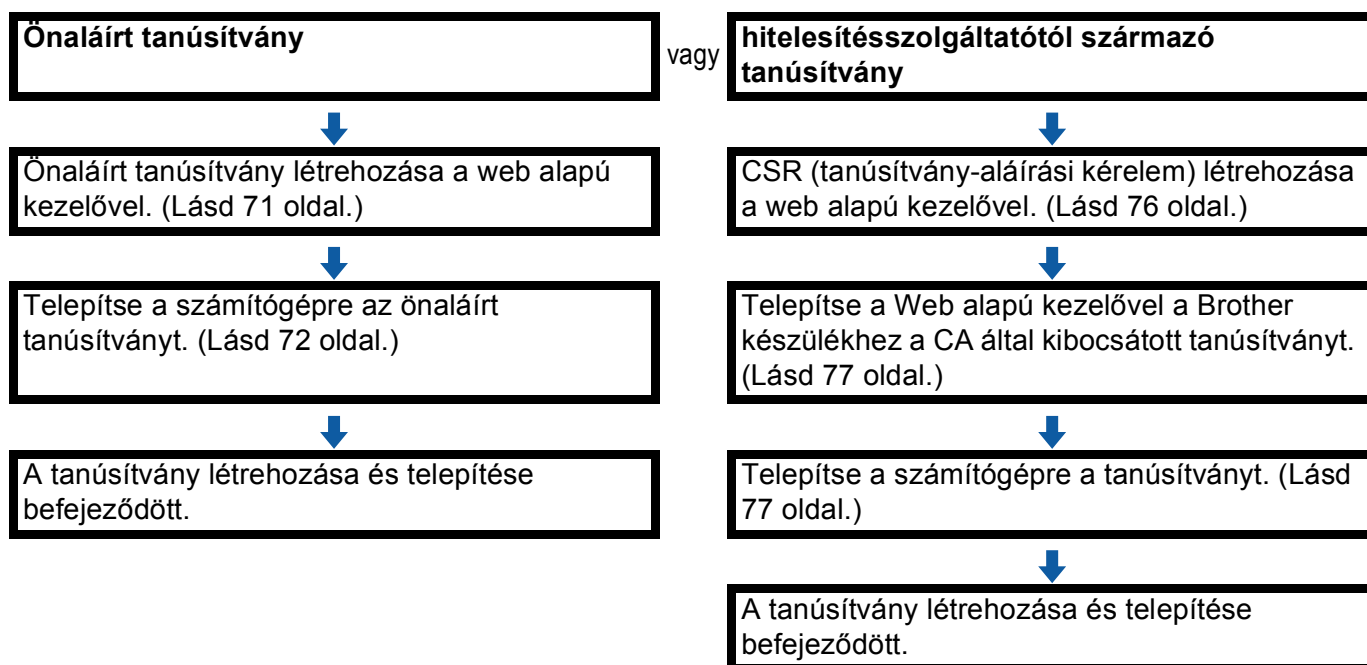 Önaláírt tanúsítvány
vagy
hitelesítésszolgáltatótól származó
tanúsítvány
Önaláírt tanúsítvány létrehozása a web alapú
kezelővel. (Lásd 71 oldal.)
CSR (tanúsítvány-aláírási kérelem) létrehozása
a web alapú kezelővel. (Lásd 76 oldal.)
Telepítse a számítógépre az önaláírt
tanúsítványt. (Lásd 72 oldal.)
Telepítse a Web alapú kezelővel a Brother
készülékhez a CA által kibocsátott tanúsítványt.
(Lásd 77 oldal.)
A tanúsítvány létrehozása és telepítése
befejeződött.
Telepítse a számítógépre a tanúsítványt. (Lásd
77 oldal.)
A tanúsítvány létrehozása és telepítése
befejeződött.